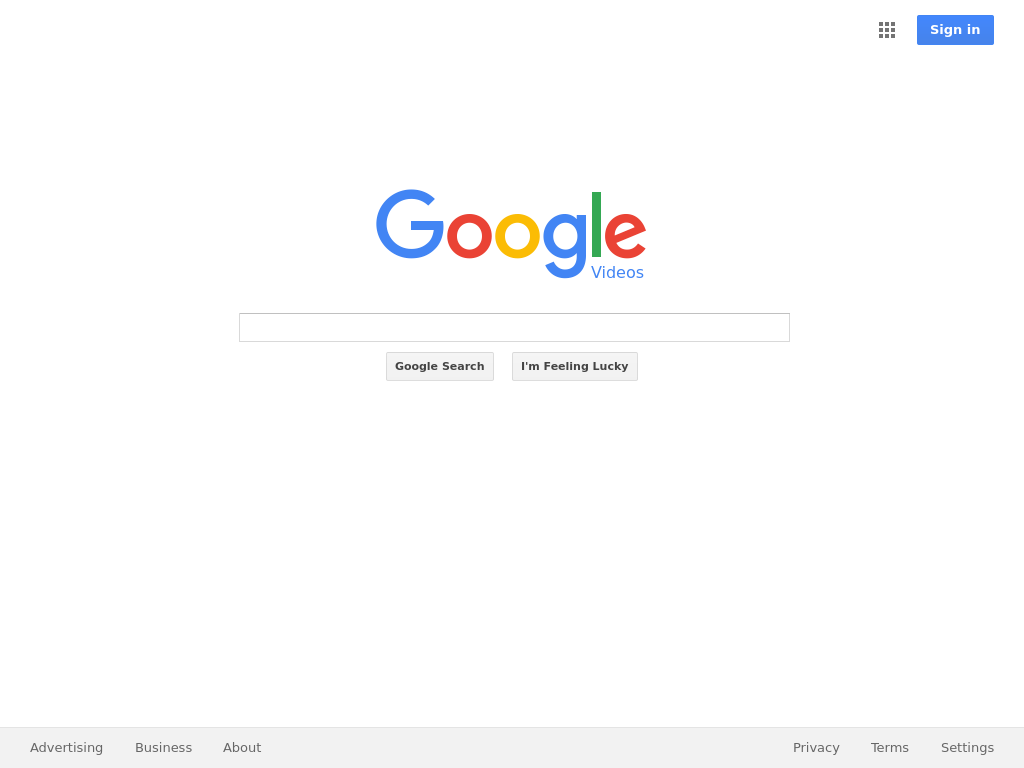 Sign in
Google
Videos
Google Search
I'm Feeling Lucky
Advertising
Business
About
Privacy
Terms
Settings